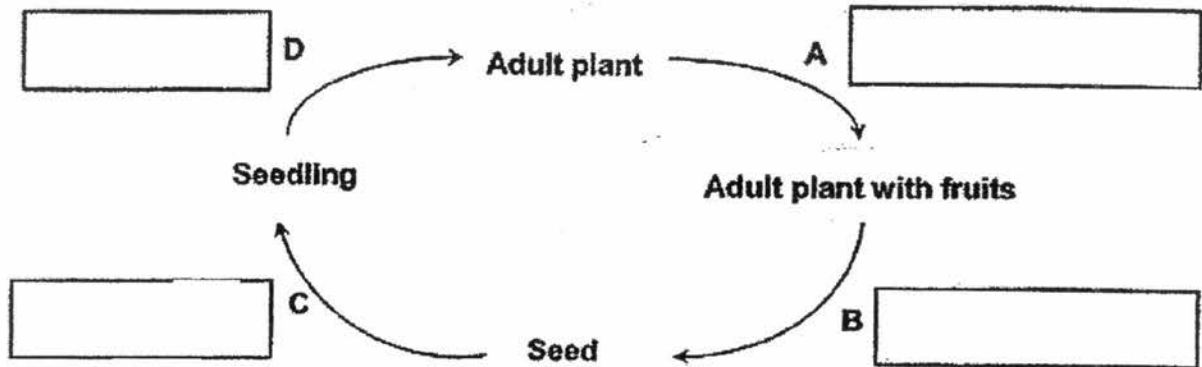 D
Adult plant
A
Seedling
Adult plant with fruits
C
Seed
B